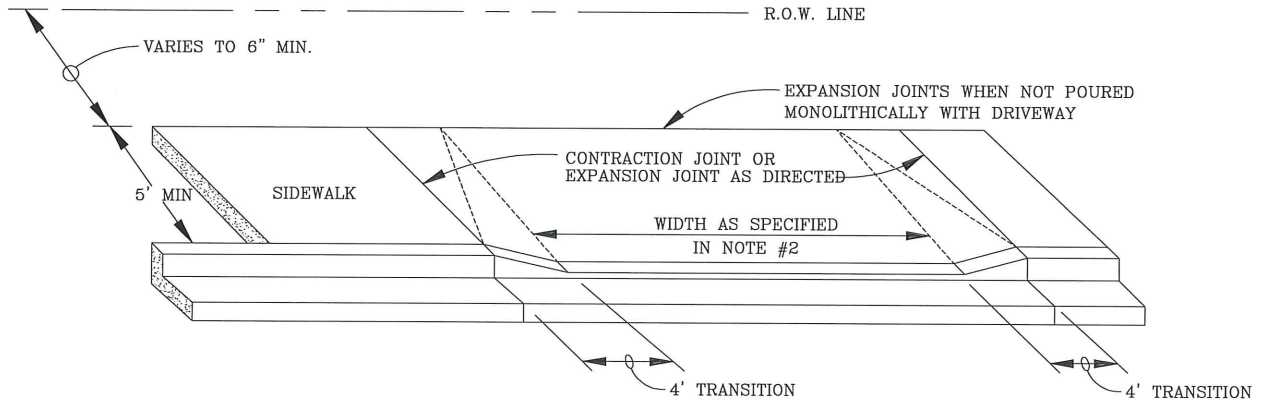 R.O.W. LINE
VARIES TO 6" MIN.
EXPANSION JOINTS WHEN NOT POURED
MONOLITHICALLY WITH DRIVEWAY
CONTRACTION JOINT OR
EXPANSION JOINT AS DIRECTED
5' MIN
SIDEWALK
WIDTH AS SPECIFIED
IN NOTE #2
4' TRANSITION
4' TRANSITION